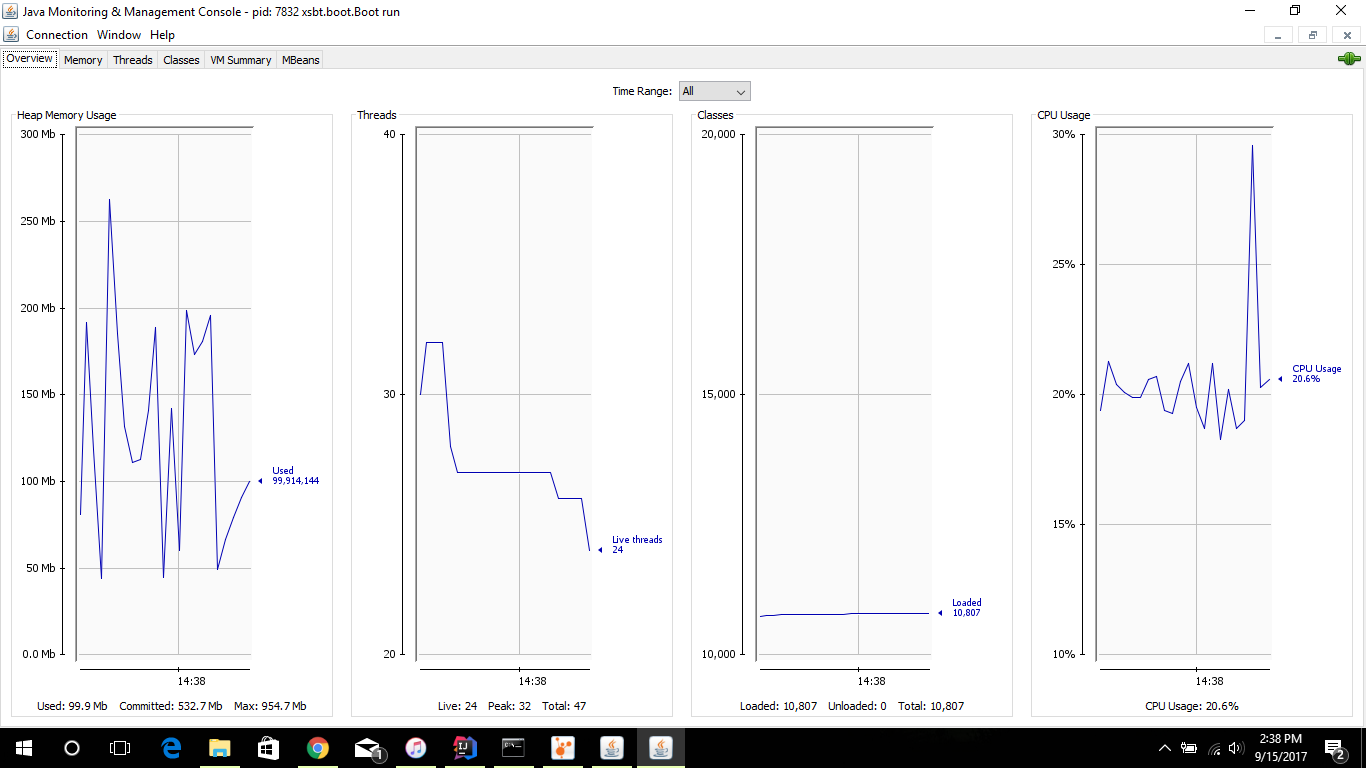 Java Monitoring & Management Console - pid: 7832 xsbt.boot.Boot run
Connection Window Help
Overview Memory Threads Classes VM Summary MBeans
Time Range: All
Heap Memory Usage
300 Mb
250 Mb
200 Mb
150 Mb
100 Mb
50 Mb
0.0 Mb
Used
99,914,144
14:38
Used: 99.9 Mb Committed: 532.7 Mb Max: 954.7 Mb
Threads
40
30
20
Live threads
24
14:38
Live: 24 Peak: 32 Total: 47
Classes
20,000
15,000
10,000
Loaded
10,807
14:38
Loaded: 10,807 Unloaded: 0 Total: 10,807
CPU Usage
30%
25%
20%
15%
10%
CPU Usage
20.6%
14:38
CPU Usage: 20.6%
1
IJ
C:\.
2:38 PM
9/15/2017
2